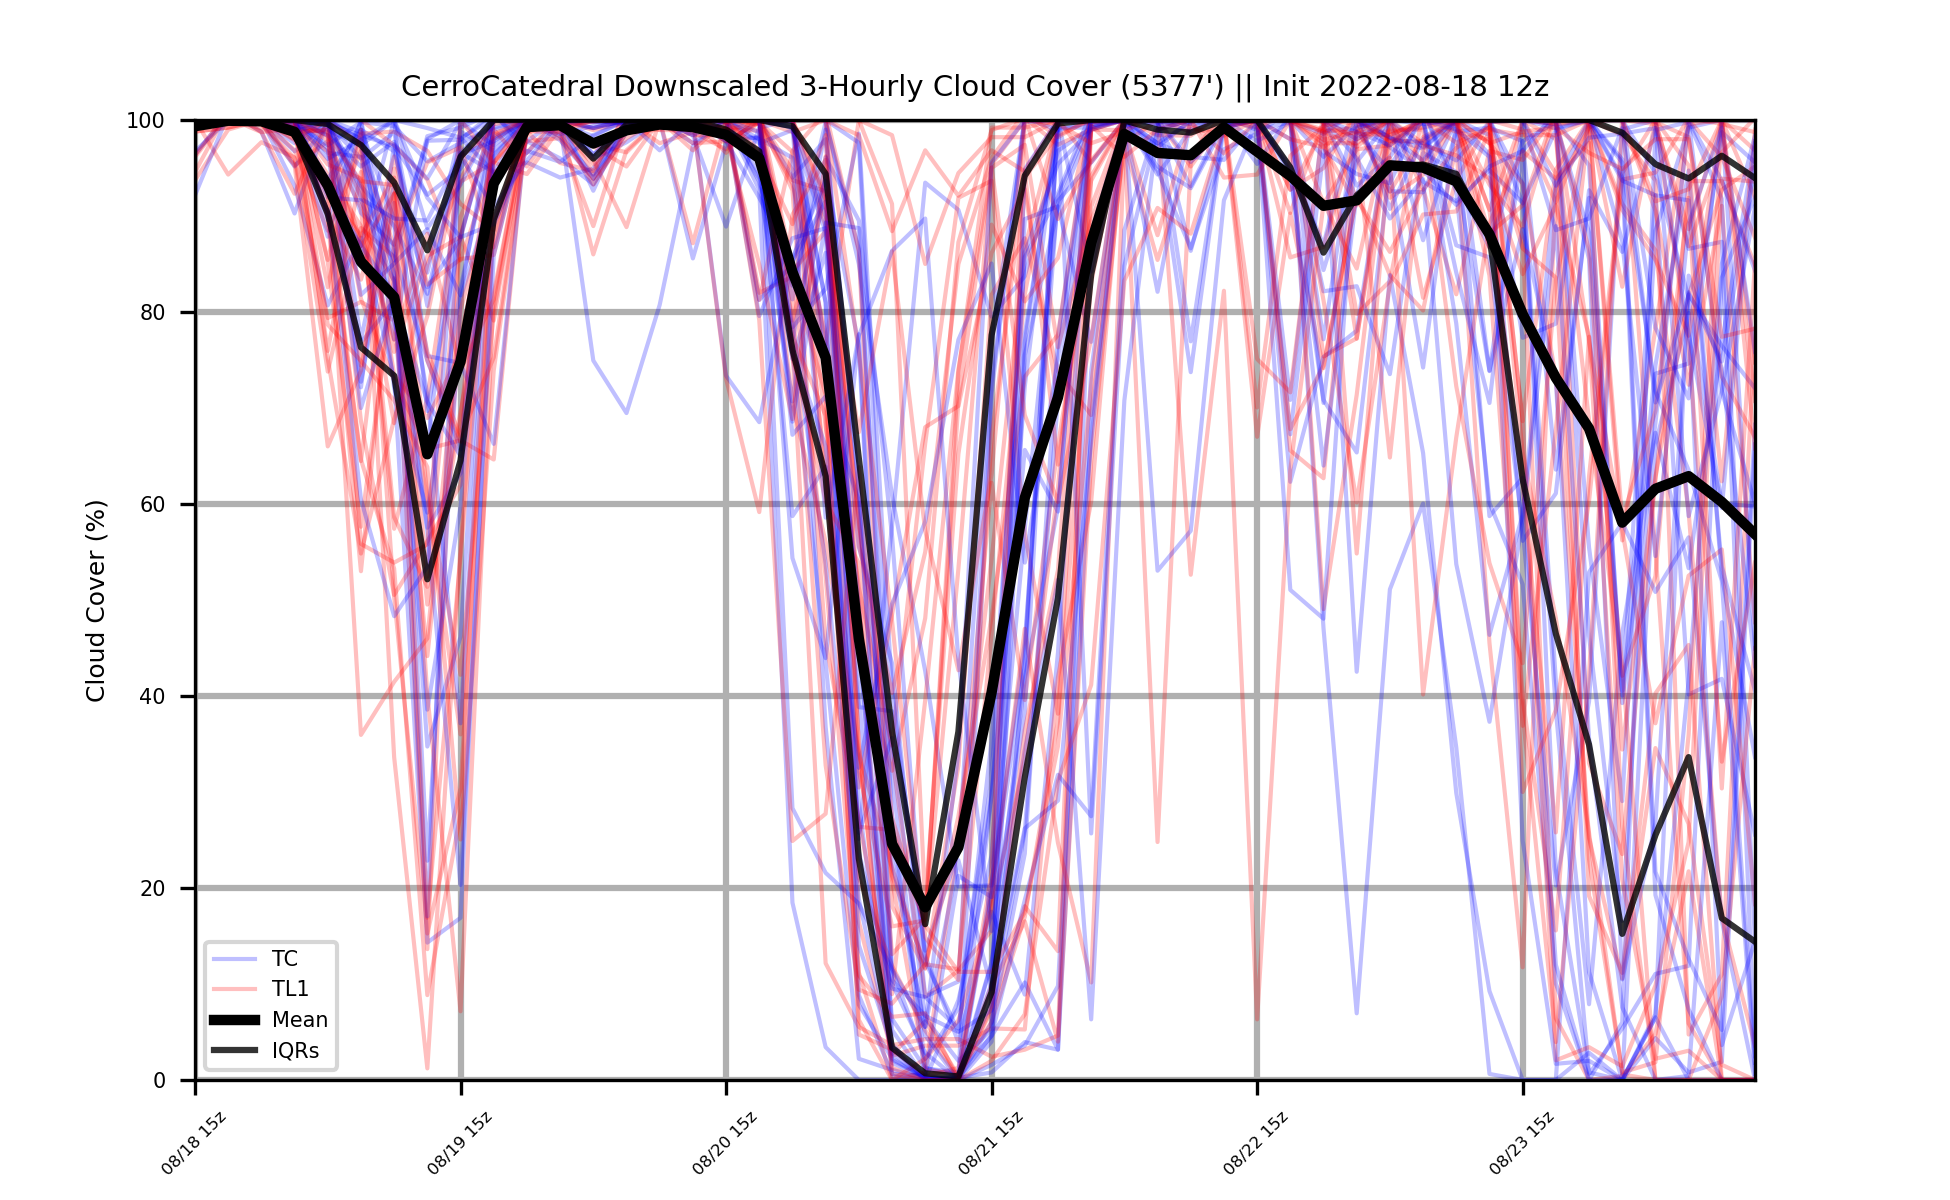 CerroCatedral Downscaled 3-Hourly Cloud Cover (5377') || Init 2022-08-18 12z
100
80
60
40
20
0
Cloud Cover (%)
TC
TL1
Mean
IQRs
08/18 15z
08/19 15z
08/20 15z
08/21 15z
08/22 15z
08/23 15z